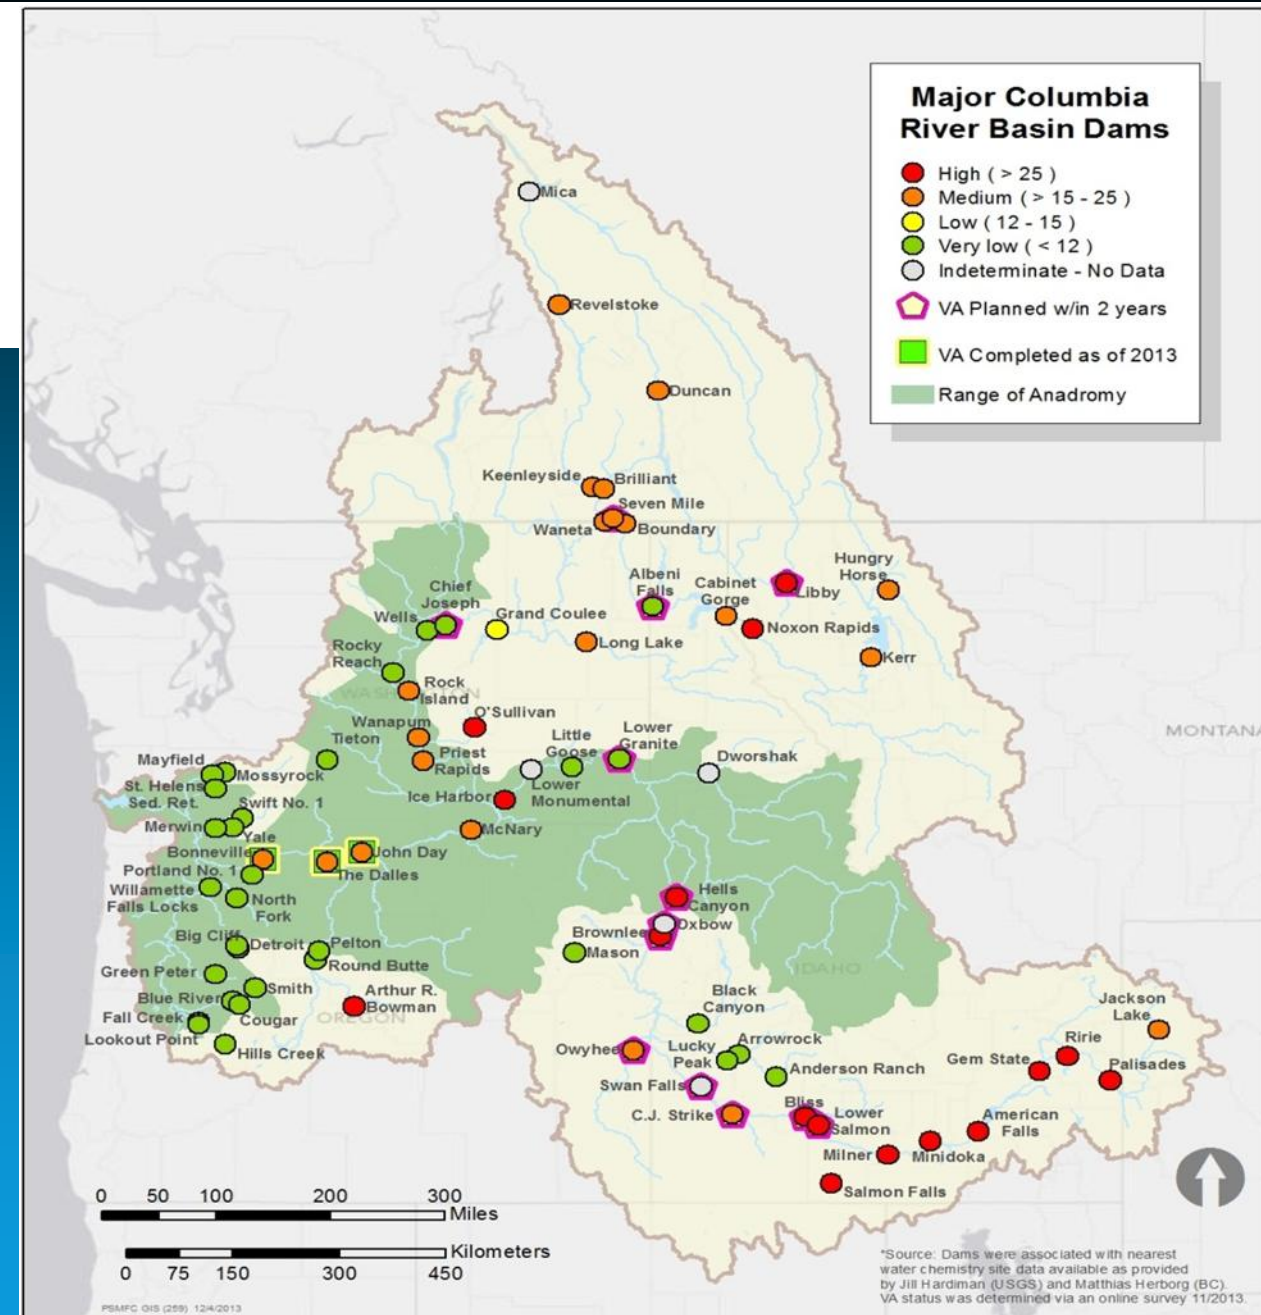 Major Columbia
River Basin Dams
High ( > 25 )
Medium ( > 15 - 25 )
Low ( 12 - 15 )
Very low ( < 12 )
Indeterminate - No Data
VA Planned w/in 2 years
VA Completed as of 2013
Range of Anadromy
Mica
Revelstoke
Duncan
Keenleyside
Brilliant
Seven Mile
Waneta
Boundary
Hungry
Horse
Albeni
Falls
Cabinet
Gorge
Libby
Chief
Joseph
Wells
Grand Coulee
Noxon Rapids
Long Lake
Kerr
Rocky
Reach
WASHINGTON
Rock
Island
O'Sullivan
Wanapum
Tieton
Priest
Rapids
Little
Goose
Lower
Granite
MONTANA
Dworshak
Mayfield
Mossyrock
St. Helens
Sed. Ret.
Swift No. 1
Ice Harbor
Lower
Monumental
Merwin
Yale
McNary
Bonneville
John Day
Portland No. 1
The Dalles
Willamette
Falls Locks
North
Fork
Hells
Canyon
Oxbow
Brownlee
Big Cliff
Detroit
Pelton
Mason
Round Butte
Green Peter
IDAHO
Smith
Arthur R.
Bowman
Blue River
Black
Canyon
Jackson
Lake
Fall Creek
Cougar
OREGON
Lookout Point
Hills Creek
Owyhee
Lucky
Peak
Arrowrock
Ririe
Gem State
Palisades
Anderson Ranch
Swan Falls
Bliss
C.J. Strike
Lower
Salmon
American
Falls
Milner
Minidoka
Salmon Falls
0 50 100 200 300
Miles
Kilometers
0 75 150 300 450
*Source: Dams were associated with nearest
water chemistry site data available as provided
by Jill Hardiman (USGS) and Matthias Herborg (BC).
VA status was determined via an online survey 11/2013.
PSMFC GIS (259) 12/4/2013